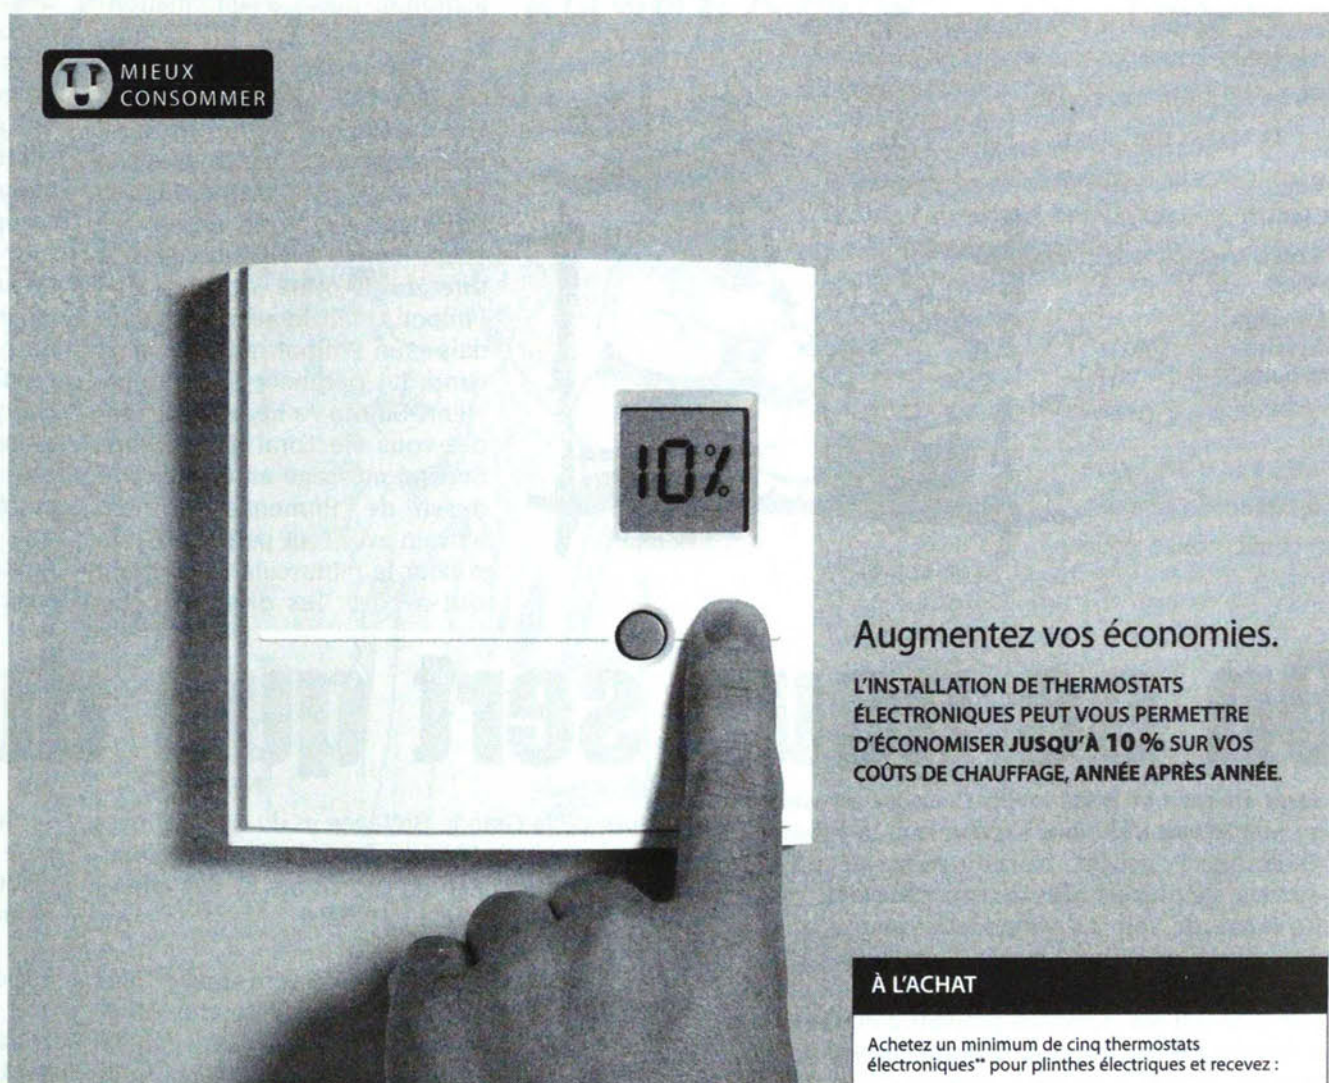 MIEUX
CONSOMMER
10%
Augmentez vos économies.
L'INSTALLATION DE THERMOSTATS
ÉLECTRONIQUES PEUT VOUS PERMETTRE
D'ÉCONOMISER JUSQU'À 10 % SUR VOS
COÛTS DE CHAUFFAGE, ANNÉE APRÈS ANNÉE.
À L'ACHAT
Achetez un minimum de cinq thermostats
électroniques** pour plinthes électriques et recevez :